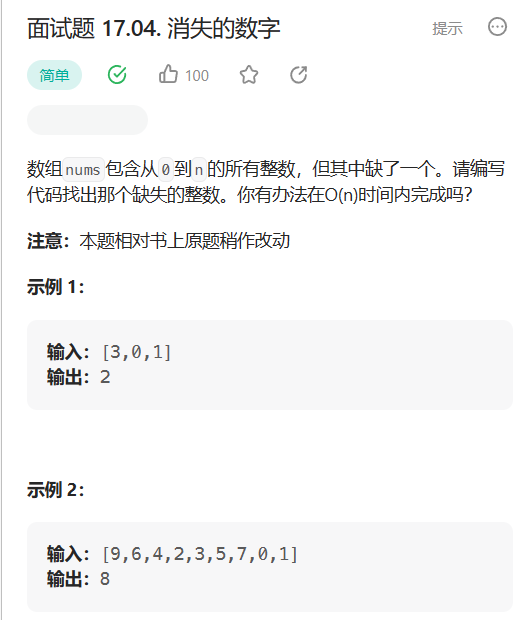 面试题 17.04. 消失的数字
提示
简单
100
数组nums包含从0到n的所有整数，但其中缺了一个。请编写
代码找出那个缺失的整数。你有办法在O(n)时间内完成吗？
注意：本题相对书上原题稍作改动
示例 1：
输入：[3,0,1]
输出：2
示例 2：
输入：[9,6,4,2,3,5,7,0,1]
输出：8